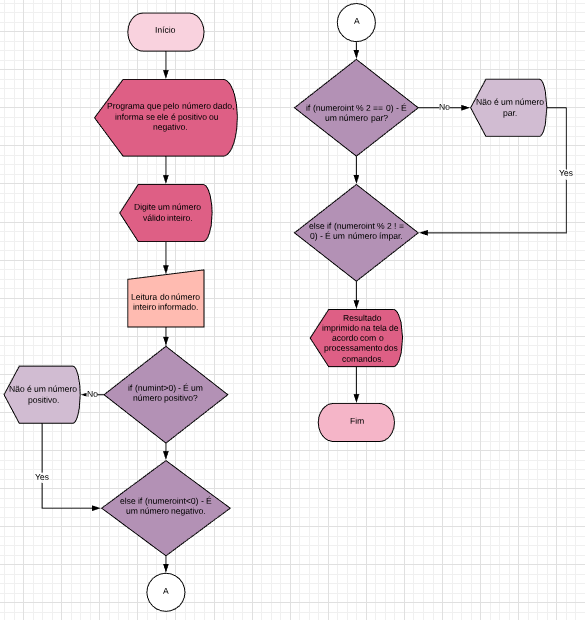 Início
Programa que pelo número dado,
informa se ele é positivo ou
negativo.
Digite um número
válido inteiro.
Leitura do número
inteiro informado.
if (numint>0) - É um
número positivo?
No
Não é um número
positivo.
Yes
else if (numeroint<0) - É
um número negativo.
A
A
if (numeroint % 2 == 0) - É
um número par?
No
Não é um número
par.
Yes
else if (numeroint % 2 ! =
0) - É um número ímpar.
Resultado
imprimido na tela de
acordo com o
processamento dos
comandos.
Fim